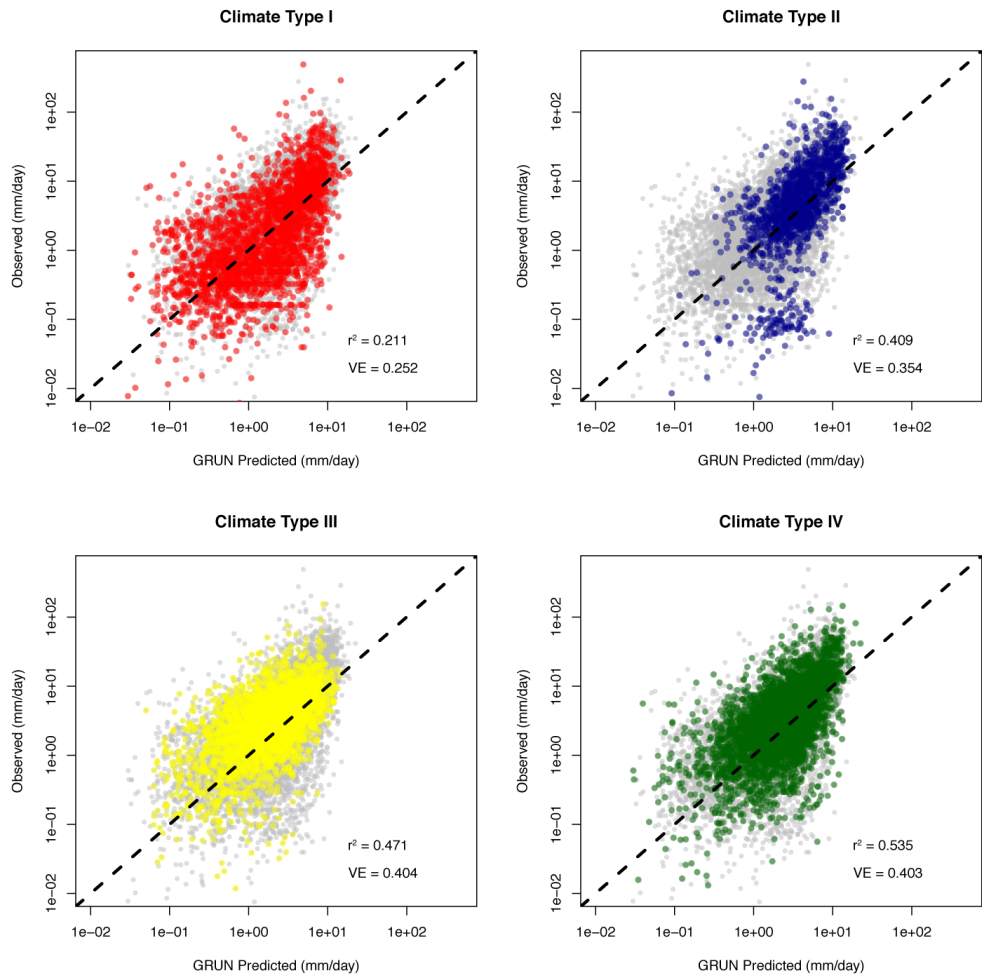 Climate Type I
Observed (mm/day)
1e+02
1e+01
1e+00
1e-01
1e-02
r² = 0.211
VE = 0.252
1e-02 1e-01 1e+00 1e+01 1e+02
GRUN Predicted (mm/day)
Climate Type II
Observed (mm/day)
1e+02
1e+01
1e+00
1e-01
1e-02
r² = 0.409
VE = 0.354
1e-02 1e-01 1e+00 1e+01 1e+02
GRUN Predicted (mm/day)
Climate Type III
Observed (mm/day)
1e+02
1e+01
1e+00
1e-01
1e-02
r² = 0.471
VE = 0.404
1e-02 1e-01 1e+00 1e+01 1e+02
GRUN Predicted (mm/day)
Climate Type IV
Observed (mm/day)
1e+02
1e+01
1e+00
1e-01
1e-02
r² = 0.535
VE = 0.403
1e-02 1e-01 1e+00 1e+01 1e+02
GRUN Predicted (mm/day)